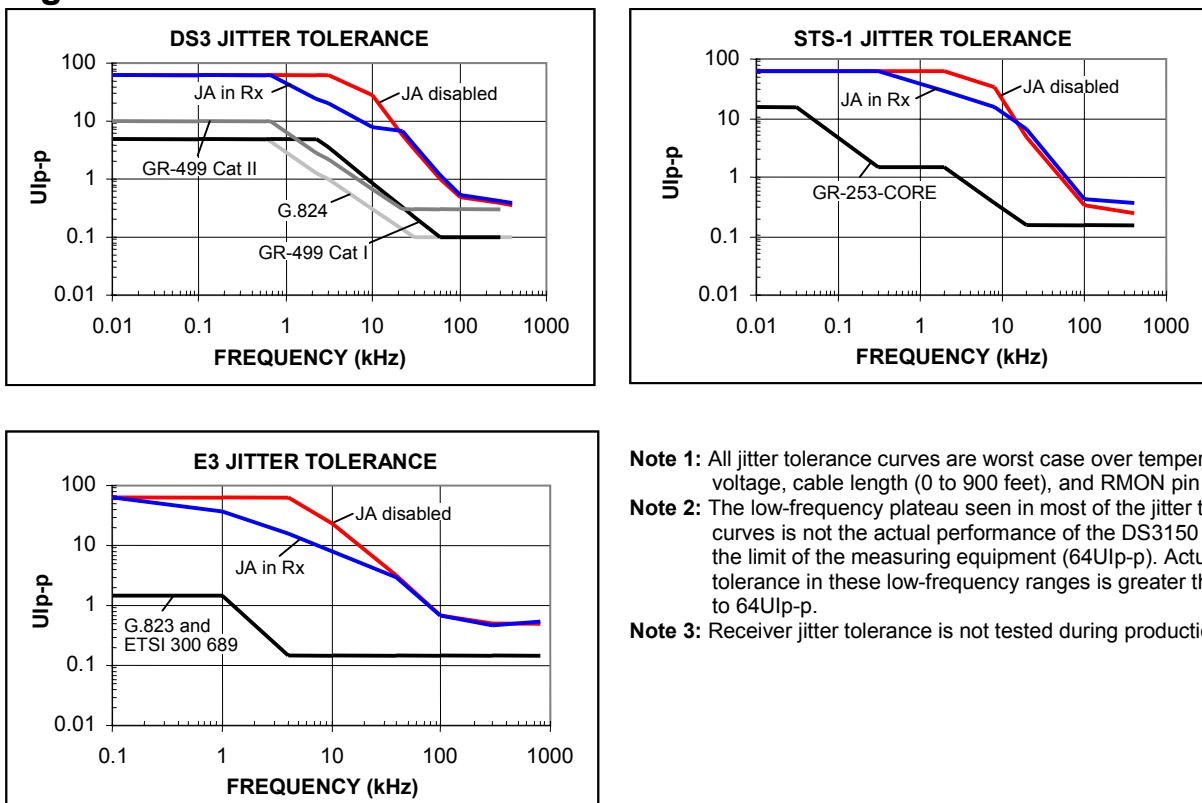 DS3 JITTER TOLERANCE
100
10
1
0.1
0.01
UIp-p
JA in Rx
JA disabled
GR-499 Cat II
G.824
GR-499 Cat I
0.01 0.1 1 10 100 1000
FREQUENCY (kHz)
STS-1 JITTER TOLERANCE
100
10
1
0.1
0.01
UIp-p
JA in Rx
JA disabled
GR-253-CORE
0.01 0.1 1 10 100 1000
FREQUENCY (kHz)
E3 JITTER TOLERANCE
100
10
1
0.1
0.01
UIp-p
JA disabled
JA in Rx
G.823 and
ETSI 300 689
0.1 1 10 100 1000
FREQUENCY (kHz)
Note 1: All jitter tolerance curves are worst case over temper
voltage, cable length (0 to 900 feet), and RMON pin
Note 2: The low-frequency plateau seen in most of the jitter t
curves is not the actual performance of the DS3150
the limit of the measuring equipment (64UIp-p). Actu
tolerance in these low-frequency ranges is greater th
to 64UIp-p.
Note 3: Receiver jitter tolerance is not tested during producti